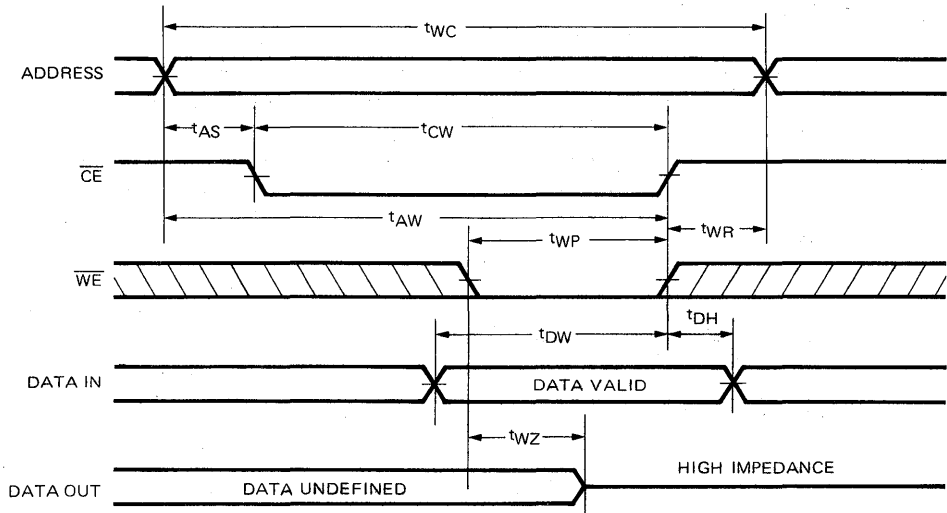 tWC
ADDRESS
tAS
tCW
CE
tAW
tWP
tWR
WE
tDW
tDH
DATA IN
DATA VALID
tWZ
DATA OUT
DATA UNDEFINED
HIGH IMPEDANCE